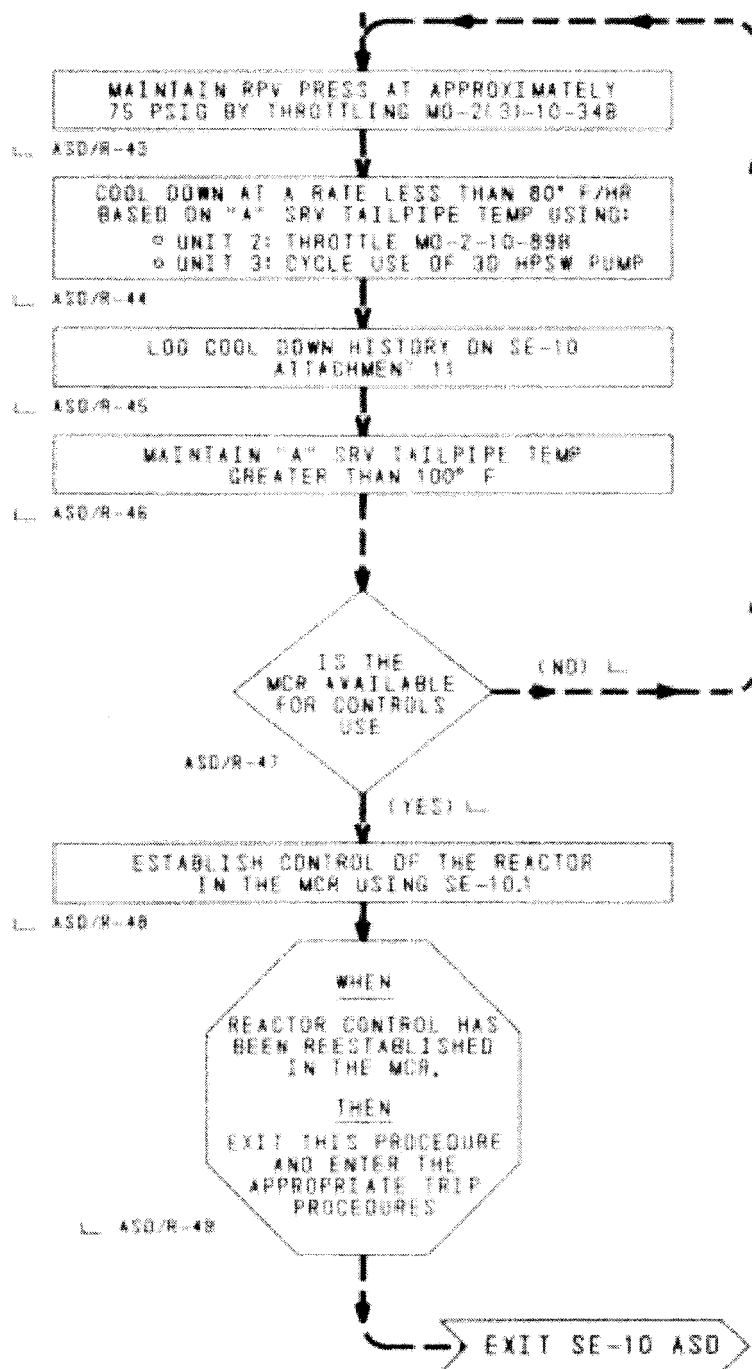 MAINTAIN RPV PRESS AT APPROXIMATELY
75 PSIG BY THROTTLING MO-2(3)-10-34B
ASD/R-43
COOL DOWN AT A RATE LESS THAN 80° F/HR
BASED ON "A" SRV TAILPIPE TEMP USING:
o UNIT 2: THROTTLE MO-2-10-89B
o UNIT 3: CYCLE USE OF 3D HPSW PUMP
ASD/R-44
LOG COOL DOWN HISTORY ON SE-10
ATTACHMENT 11
ASD/R-45
MAINTAIN "A" SRV TAILPIPE TEMP
GREATER THAN 100° F
ASD/R-46
IS THE
MCR AVAILABLE
FOR CONTROLS
USE
(NO)
ASD/R-47
(YES)
ESTABLISH CONTROL OF THE REACTOR
IN THE MCR USING SE-10.1
ASD/R-48
WHEN
REACTOR CONTROL HAS
BEEN REESTABLISHED
IN THE MCR,
THEN
EXIT THIS PROCEDURE
AND ENTER THE
APPROPRIATE TRIP
PROCEDURES
EXIT SE-10 ASD